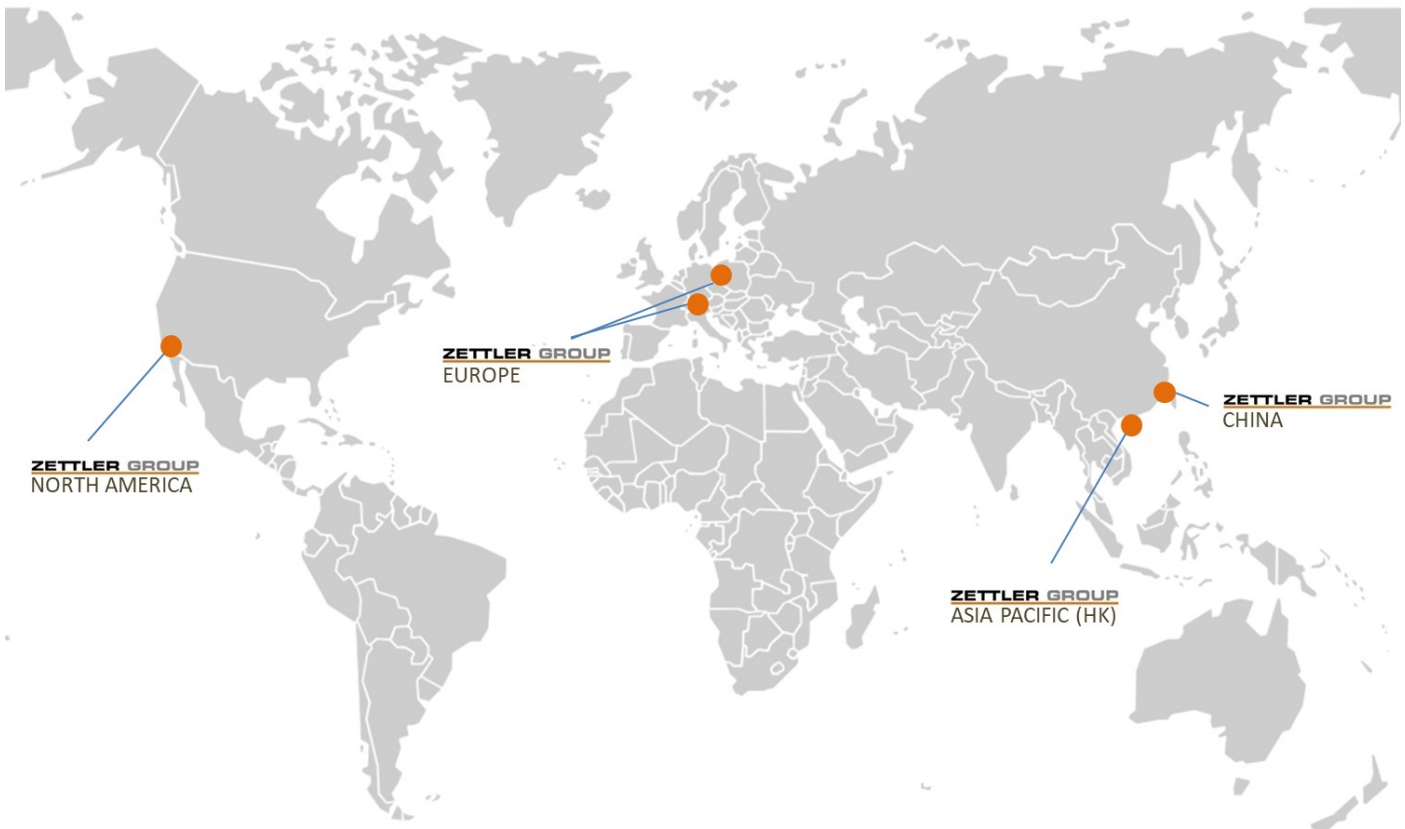 ZETTLER GROUP
EUROPE
ZETTLER GROUP
CHINA
ZETTLER GROUP
NORTH AMERICA
ZETTLER GROUP
ASIA PACIFIC (HK)